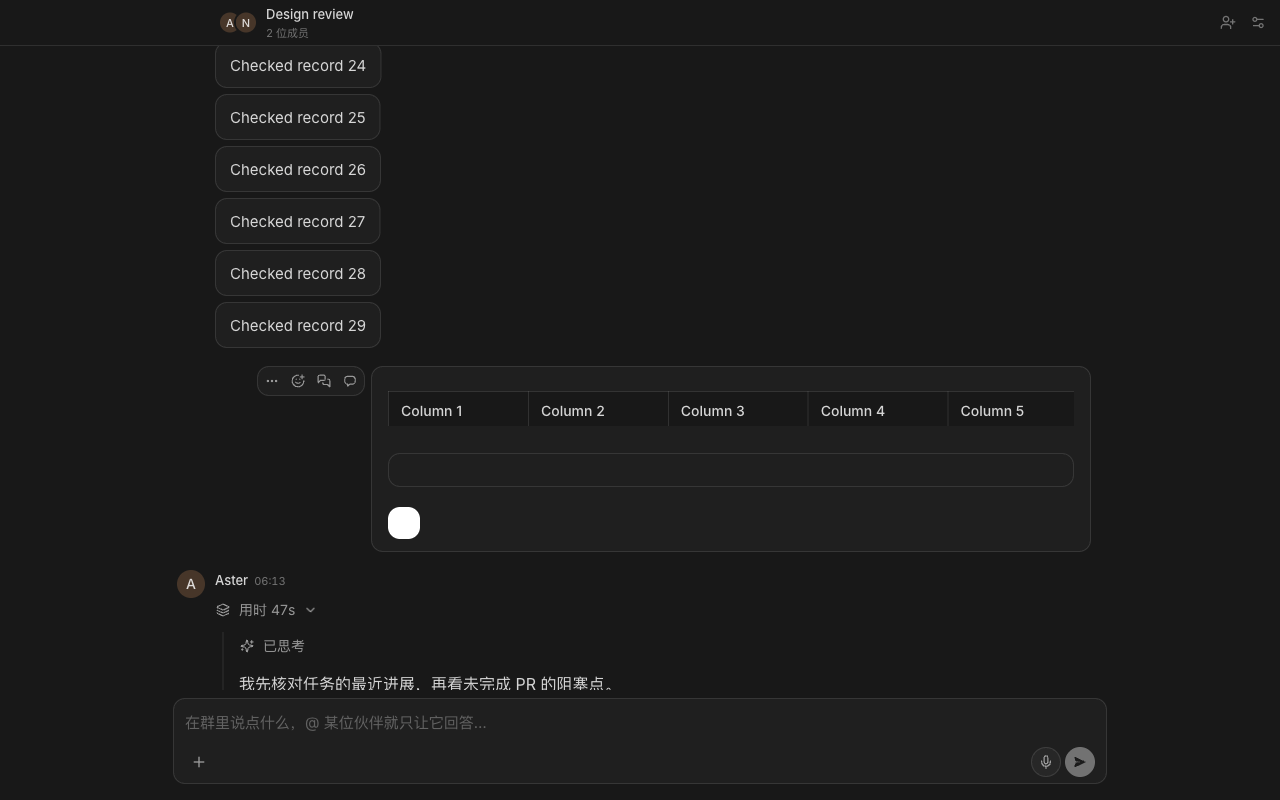 A N Design review
2 位成员
Checked record 24
Checked record 25
Checked record 26
Checked record 27
Checked record 28
Checked record 29
Column 1 Column 2 Column 3 Column 4 Column 5
A Aster 06:13
用时 47s
已思考
我先核对任务的最近进展，再看未完成 PR 的阻塞点。
在群里说点什么，@ 某位伙伴就只让它回答...